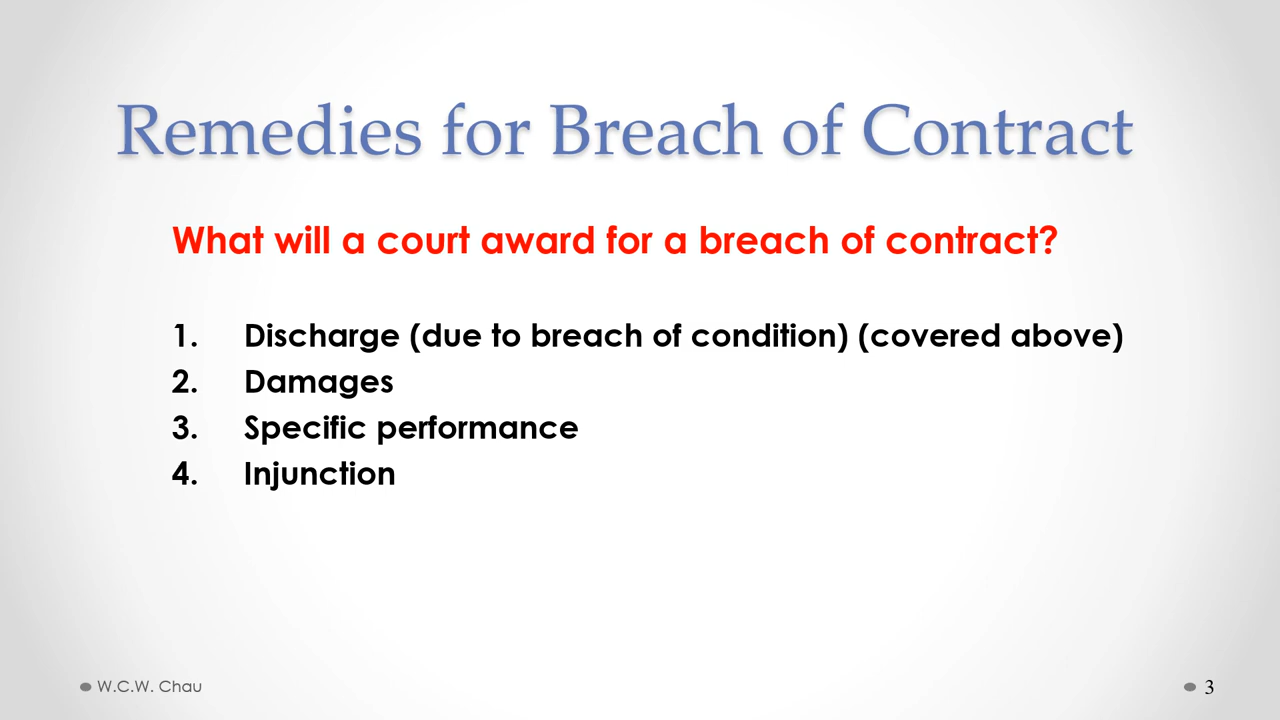 Remedies for Breach of Contract
What will a court award for a breach of contract?
1. Discharge (due to breach of condition) (covered above)
2. Damages
3. Specific performance
4. Injunction
W.C.W. Chau
3